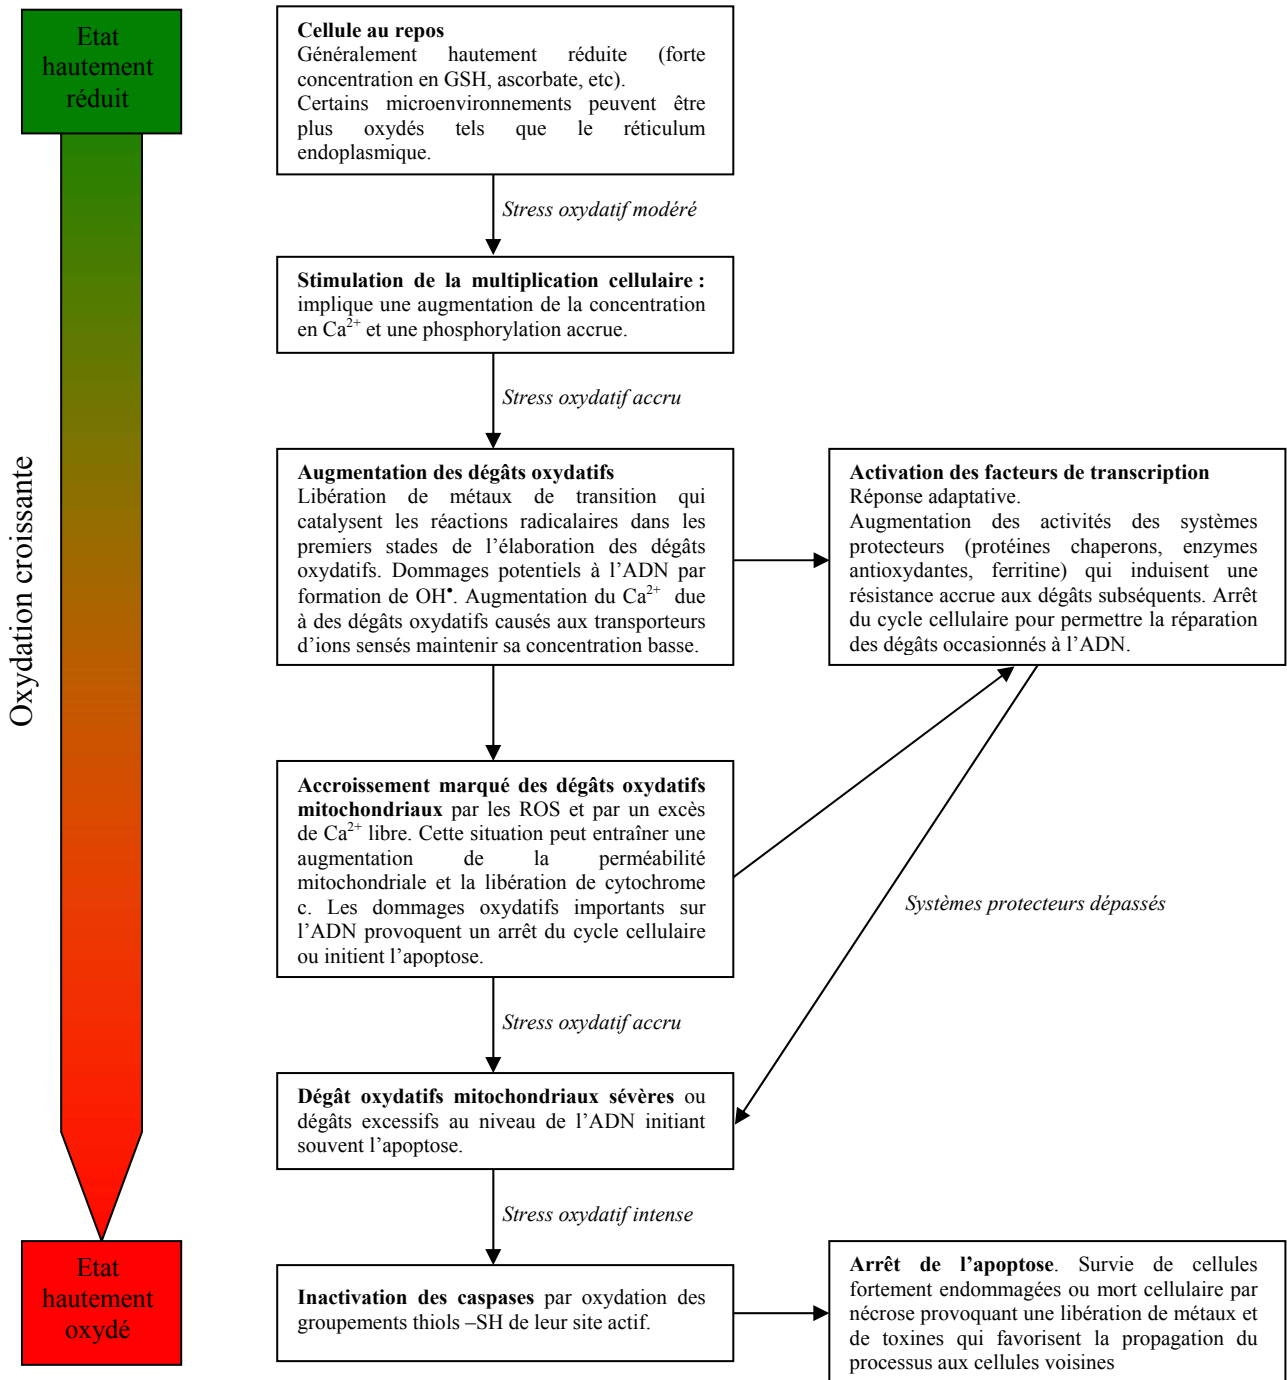 Etat
hautement
réduit
Cellule au repos
Généralement hautement réduite (forte
concentration en GSH, ascorbate, etc).
Certains microenvironnements peuvent être
plus oxydés tels que le réticulum
endoplasmique.
Stress oxydatif modéré
Stimulation de la multiplication cellulaire :
implique une augmentation de la concentration
en Ca²⁺ et une phosphorylation accrue.
Stress oxydatif accru
Oxydation croissante
Augmentation des dégâts oxydatifs
Libération de métaux de transition qui
catalysent les réactions radicalaires dans les
premiers stades de l’élaboration des dégâts
oxydatifs. Dommages potentiels à l’ADN par
formation de OH•. Augmentation du Ca²⁺ due
à des dégâts oxydatifs causés aux transporteurs
d’ions sensés maintenir sa concentration basse.
Activation des facteurs de transcription
Réponse adaptative.
Augmentation des activités des systèmes
protecteurs (protéines chaperons, enzymes
antioxydantes, ferritine) qui induisent une
résistance accrue aux dégâts subséquents. Arrêt
du cycle cellulaire pour permettre la réparation
des dégâts occasionnés à l’ADN.
Accroissement marqué des dégâts oxydatifs
mitochondriaux par les ROS et par un excès
de Ca²⁺ libre. Cette situation peut entraîner une
augmentation de la perméabilité
mitochondriale et la libération de cytochrome
c. Les dommages oxydatifs importants sur
l’ADN provoquent un arrêt du cycle cellulaire
ou initient l’apoptose.
Systèmes protecteurs dépassés
Stress oxydatif accru
Dégât oxydatifs mitochondriaux sévères ou
dégâts excessifs au niveau de l’ADN initiant
souvent l’apoptose.
Stress oxydatif intense
Etat
hautement
oxydé
Inactivation des caspases par oxydation des
groupements thiols –SH de leur site actif.
Arrêt de l’apoptose. Survie de cellules
fortement endommagées ou mort cellulaire par
nécrose provoquant une libération de métaux et
de toxines qui favorisent la propagation du
processus aux cellules voisines